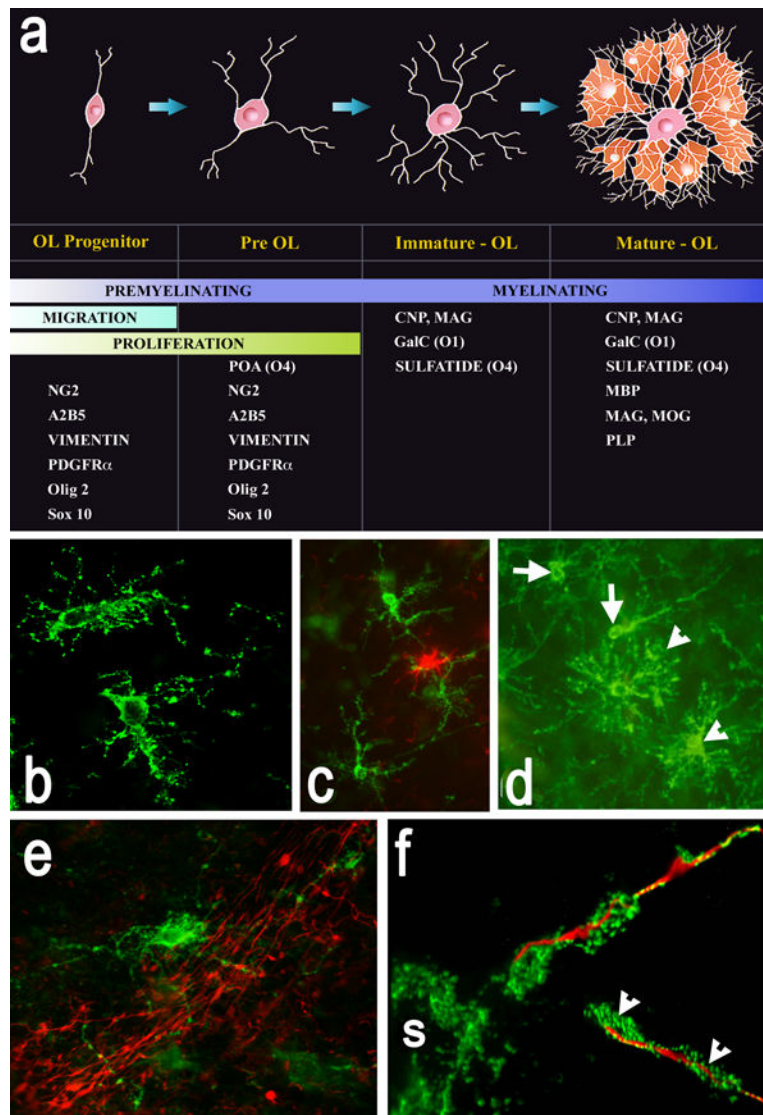 a
OL Progenitor Pre OL Immature - OL Mature - OL
PREMYELINATING MYELINATING
MIGRATION CNP, MAG CNP, MAG
PROLIFERATION GalC (O1) GalC (O1)
POA (O4) SULFATIDE (O4) SULFATIDE (O4)
NG2 NG2 MBP
A2B5 A2B5 MAG, MOG
VIMENTIN VIMENTIN PLP
PDGFRα PDGFRα
Olig 2 Olig 2
Sox 10 Sox 10
b c d
e f
s